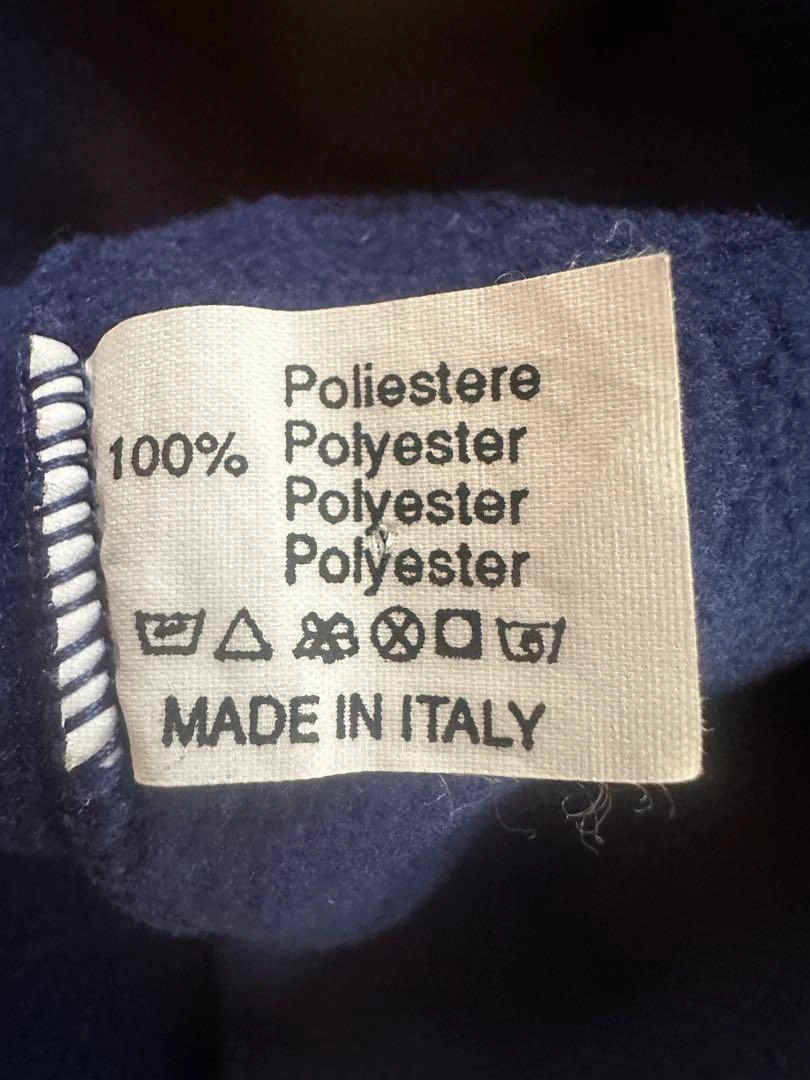 Poliestere
100% Polyester
Polyester
Polyester
MADE IN ITALY